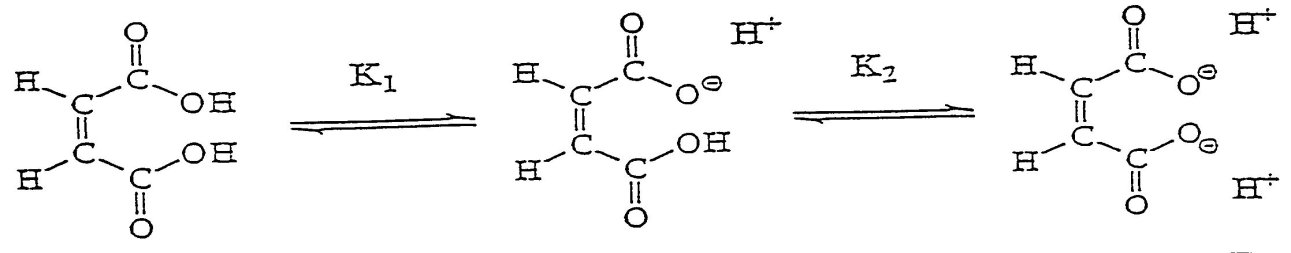 O O H⁺ O H⁺
H C K₁ H C K₂ H C
C OH C O⊖ C O⊖
C OH C OH C O⊖
H C H C H C H⁺
O O O